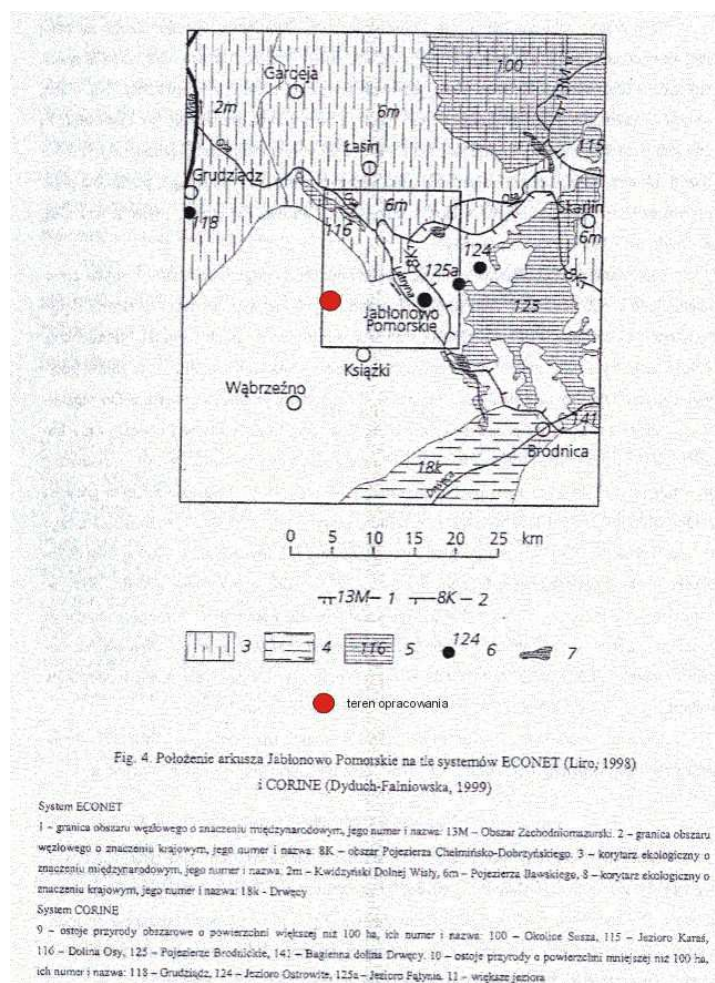 100
13M
Gardeja
2m
6m
Wisła
115
Łasin
Grudziądz
Osa
118
116
6m
8K
124
125a
6m
8K
Lutryna
125
Jabłonowo
Pomorskie
Książki
Wąbrzeźno
141
Brodnica
18k
Drwęca
0 5 10 15 20 25 km
13M– 1 8K – 2
3 4 116 5 124 6 7
teren opracowania
Fig. 4. Położenie arkusza Jabłonowo Pomorskie na tle systemów ECONET (Liro, 1998)
i CORINE (Dyduch-Falniowska, 1999)
System ECONET
1 – granica obszaru węzłowego o znaczeniu międzynarodowym, jego numer i nazwa: 13M – Obszar Zachodniomazurski. 2 – granica obszaru
węzłowego o znaczeniu krajowym, jego numer i nazwa: 8K – obszar Pojezierza Chełmińsko-Dobrzyńskiego. 3 – korytarz ekologiczny o
znaczeniu międzynarodowym, jego numer i nazwa: 2m – Kwidzyński Dolnej Wisły, 6m – Pojezierza Iławskiego, 8 – korytarz ekologiczny o
znaczeniu krajowym, jego numer i nazwa: 18k - Drwęcy
System CORINE
9 – ostoje przyrody obszarowe o powierzchni większej niż 100 ha, ich numer i nazwa: 100 – Okolice Susza, 115 – Jezioro Karaś,
116 – Dolina Osy, 125 – Pojezierze Brodnickie, 141 – Bagienna dolina Drwęcy. 10 – ostoje przyrody o powierzchni mniejszej niż 100 ha,
ich numer i nazwa: 118 – Grudziądz, 124 – Jezioro Ostrowite, 125a – Jezioro Fałynia. 11 – większe jeziora